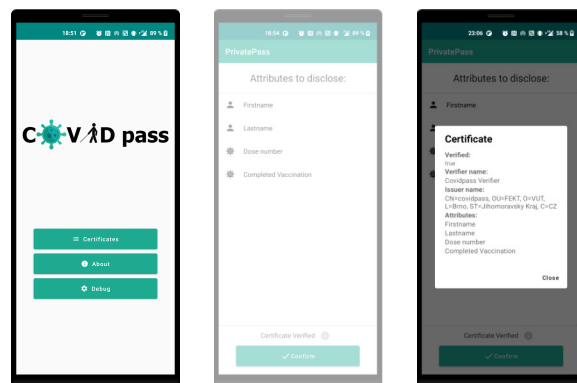 18:51 89 %
COVID pass
Certificates
About
Debug
18:54 89 %
PrivatePass
Attributes to disclose:
Firstname
Lastname
Dose number
Completed Vaccination
Certificate Verified
Confirm
23:06 58 %
PrivatePass
Attributes to disclose:
Firstname
Certificate
Verified:
true
Verifier name:
Covidpass Verifier
Issuer name:
CN=covidpass, OU=FEKT, O=VUT,
L=Brno, ST=Jihomoravsky Kraj, C=CZ
Attributes:
Firstname
Lastname
Dose number
Completed Vaccination
Close
Certificate Verified
Confirm